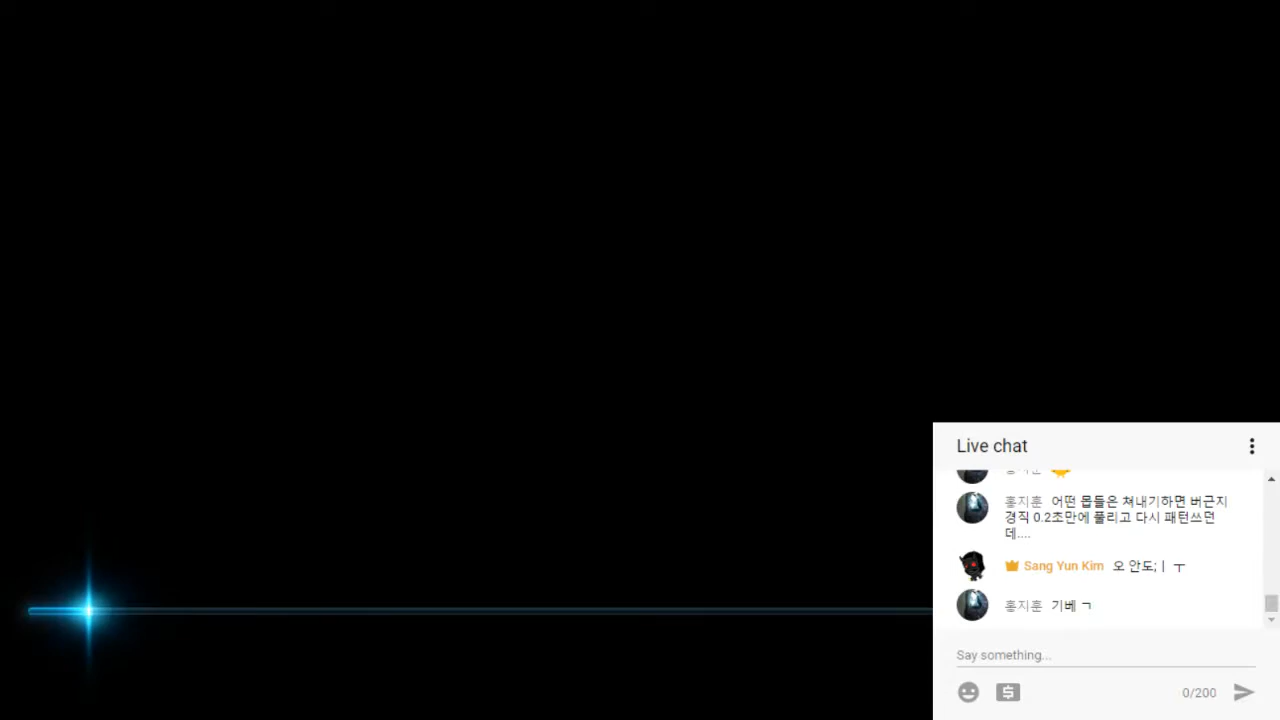 Live chat
홍지훈 어떤 몹들은 쳐내기하면 버근지
경직 0.2초만에 풀리고 다시 패턴쓰던
데....
Sang Yun Kim 오 안도;ㅣ ㅜ
홍지훈 기베 ㄱ
Say something...
0/200